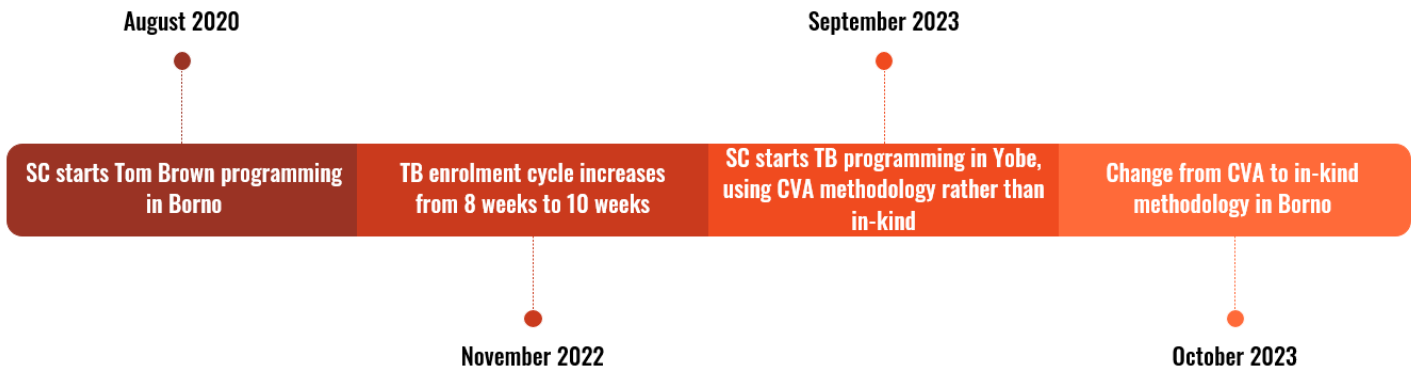 August 2020
September 2023
SC starts Tom Brown programming
in Borno
TB enrolment cycle increases
from 8 weeks to 10 weeks
SC starts TB programming in Yobe,
using CVA methodology rather than
in-kind
Change from CVA to in-kind
methodology in Borno
November 2022
October 2023